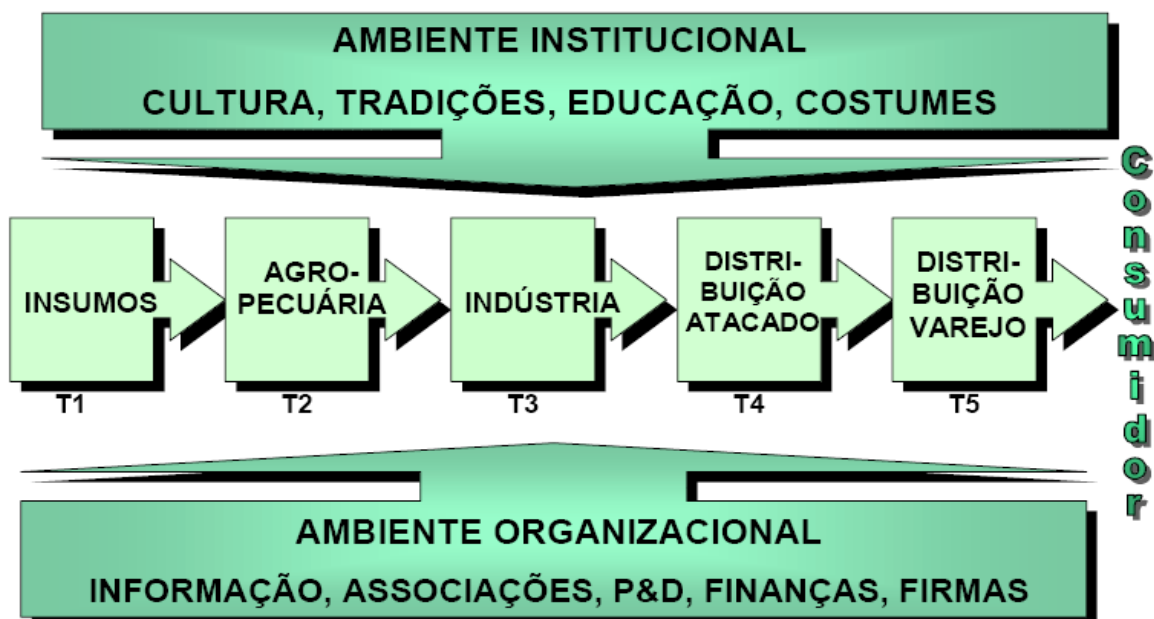 AMBIENTE INSTITUCIONAL
CULTURA, TRADIÇÕES, EDUCAÇÃO, COSTUMES
INSUMOS
AGRO-
PECUÁRIA
INDÚSTRIA
DISTRI-
BUIÇÃO
ATACADO
DISTRI-
BUIÇÃO
VAREJO
Consumidor
T1
T2
T3
T4
T5
AMBIENTE ORGANIZACIONAL
INFORMAÇÃO, ASSOCIAÇÕES, P&D, FINANÇAS, FIRMAS